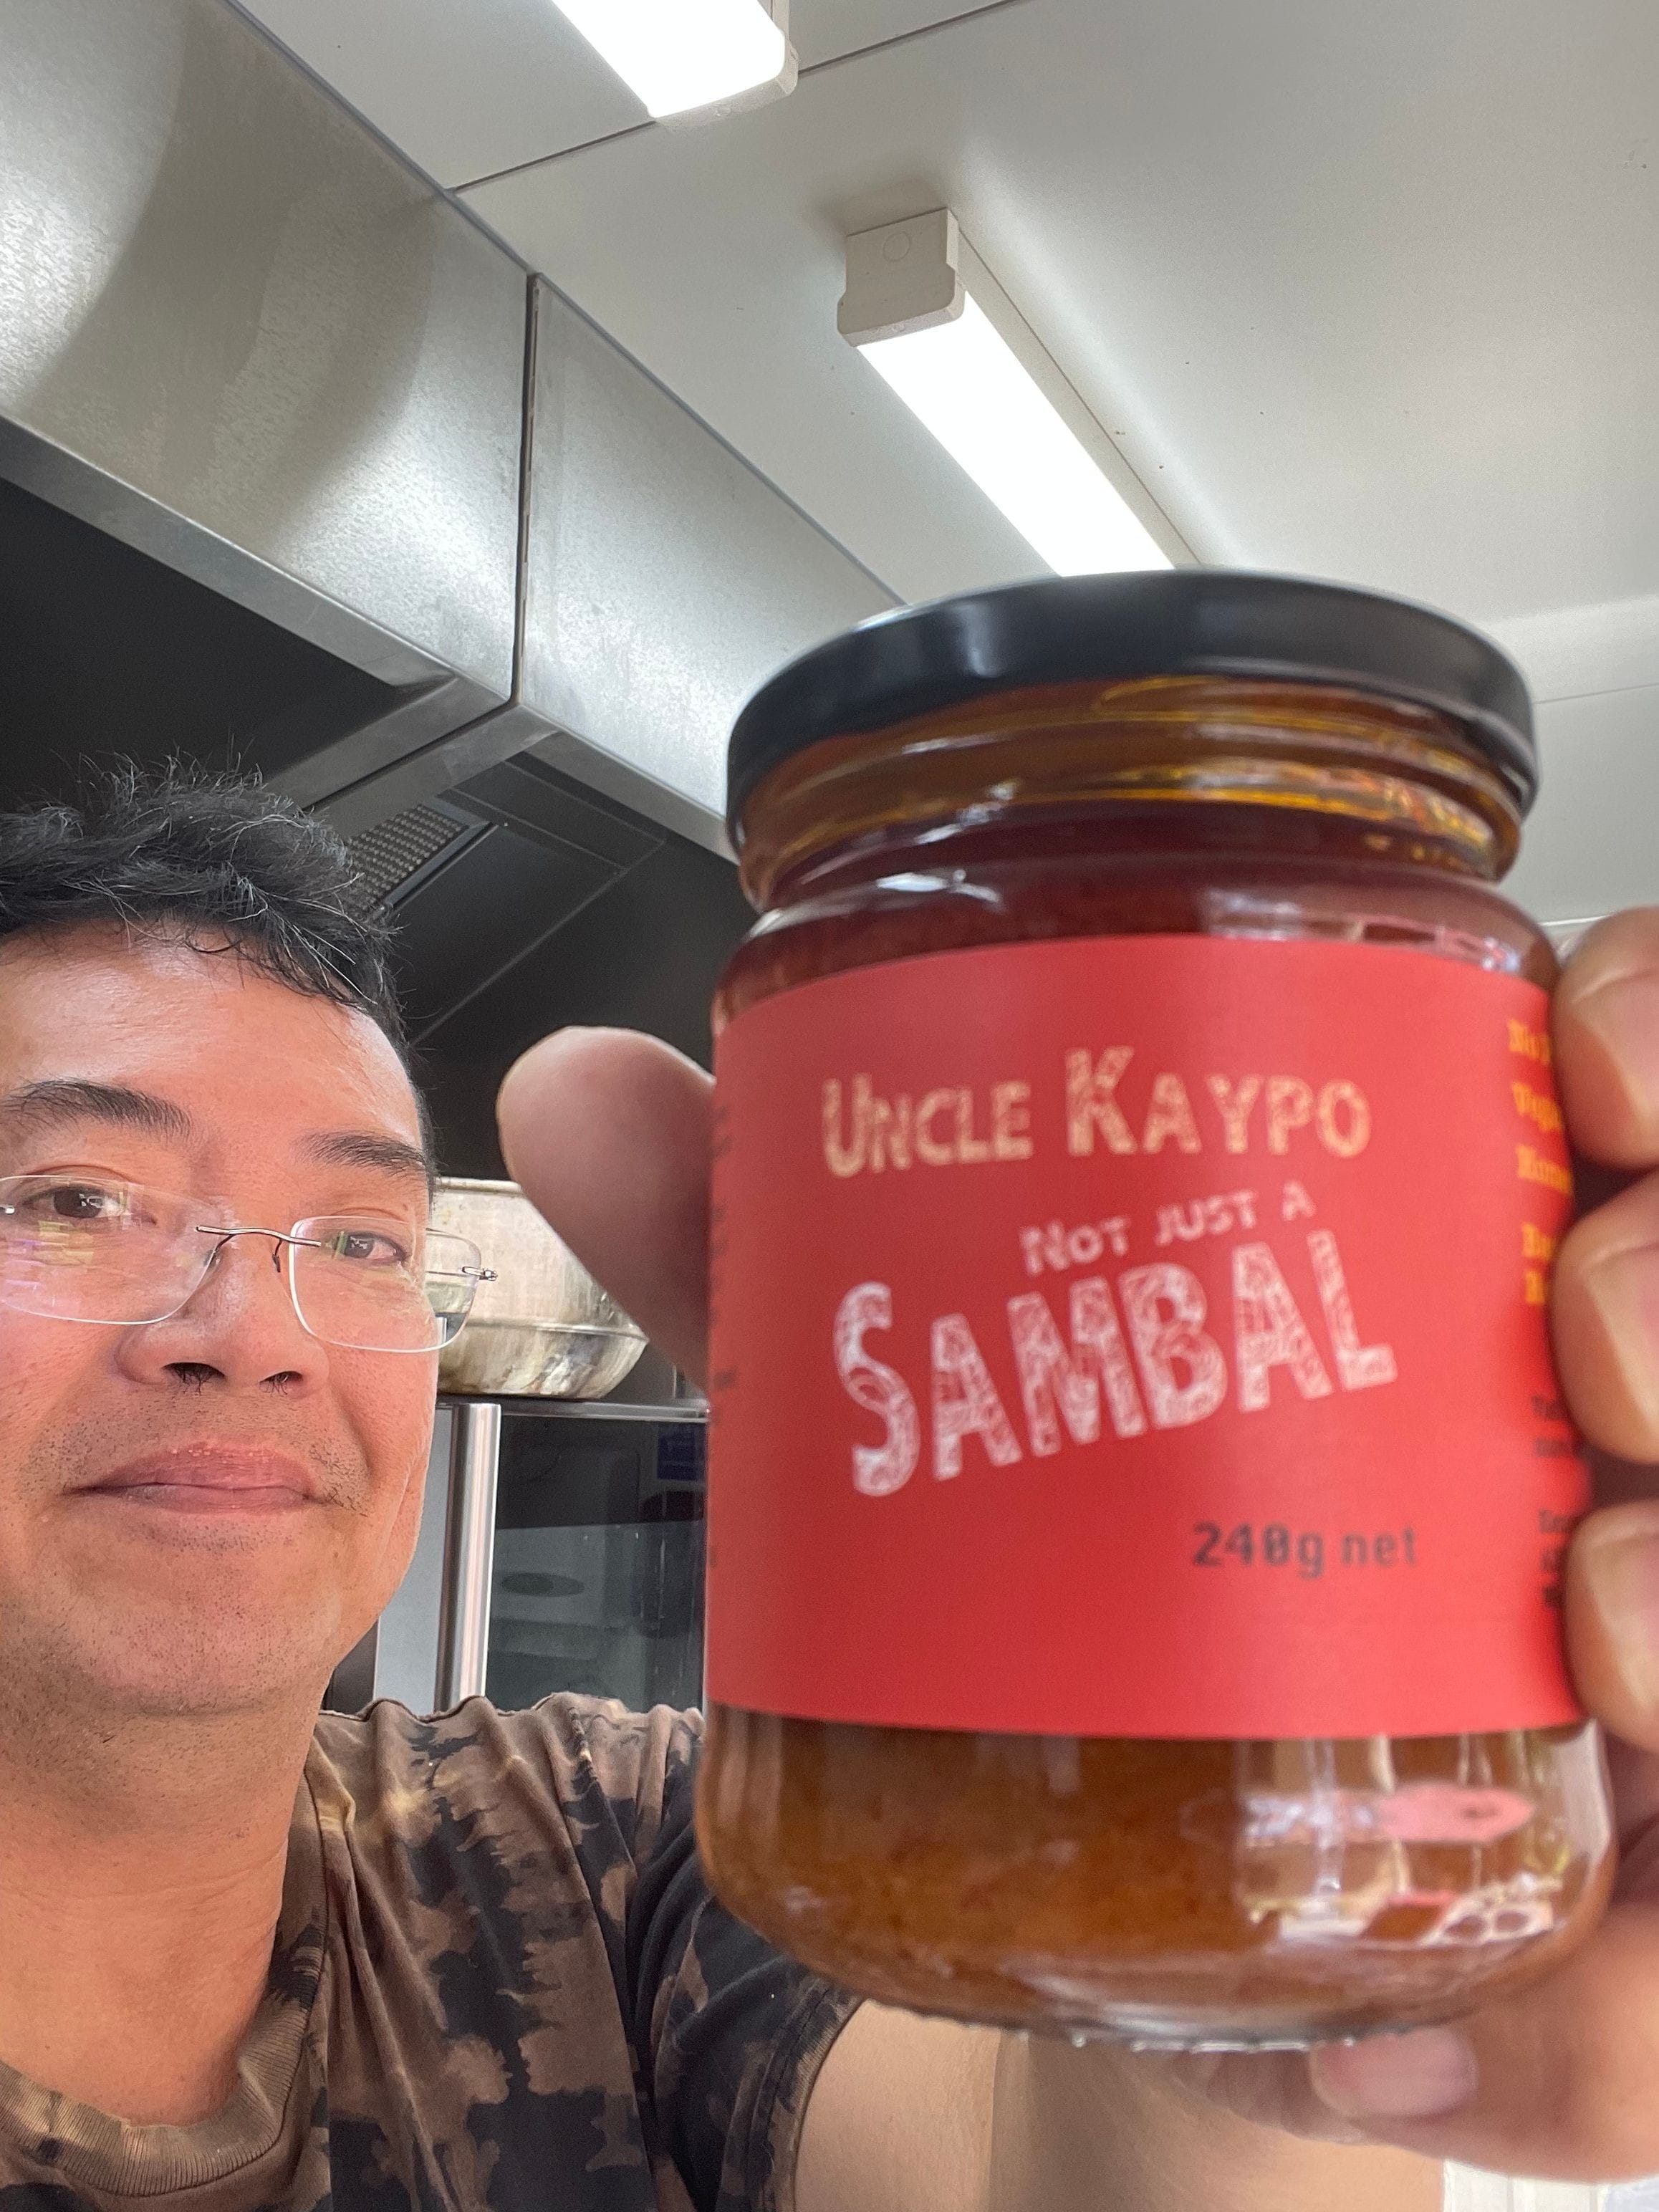 UNCLE KAYPO
NOT JUST A
SAMBAL
240g net